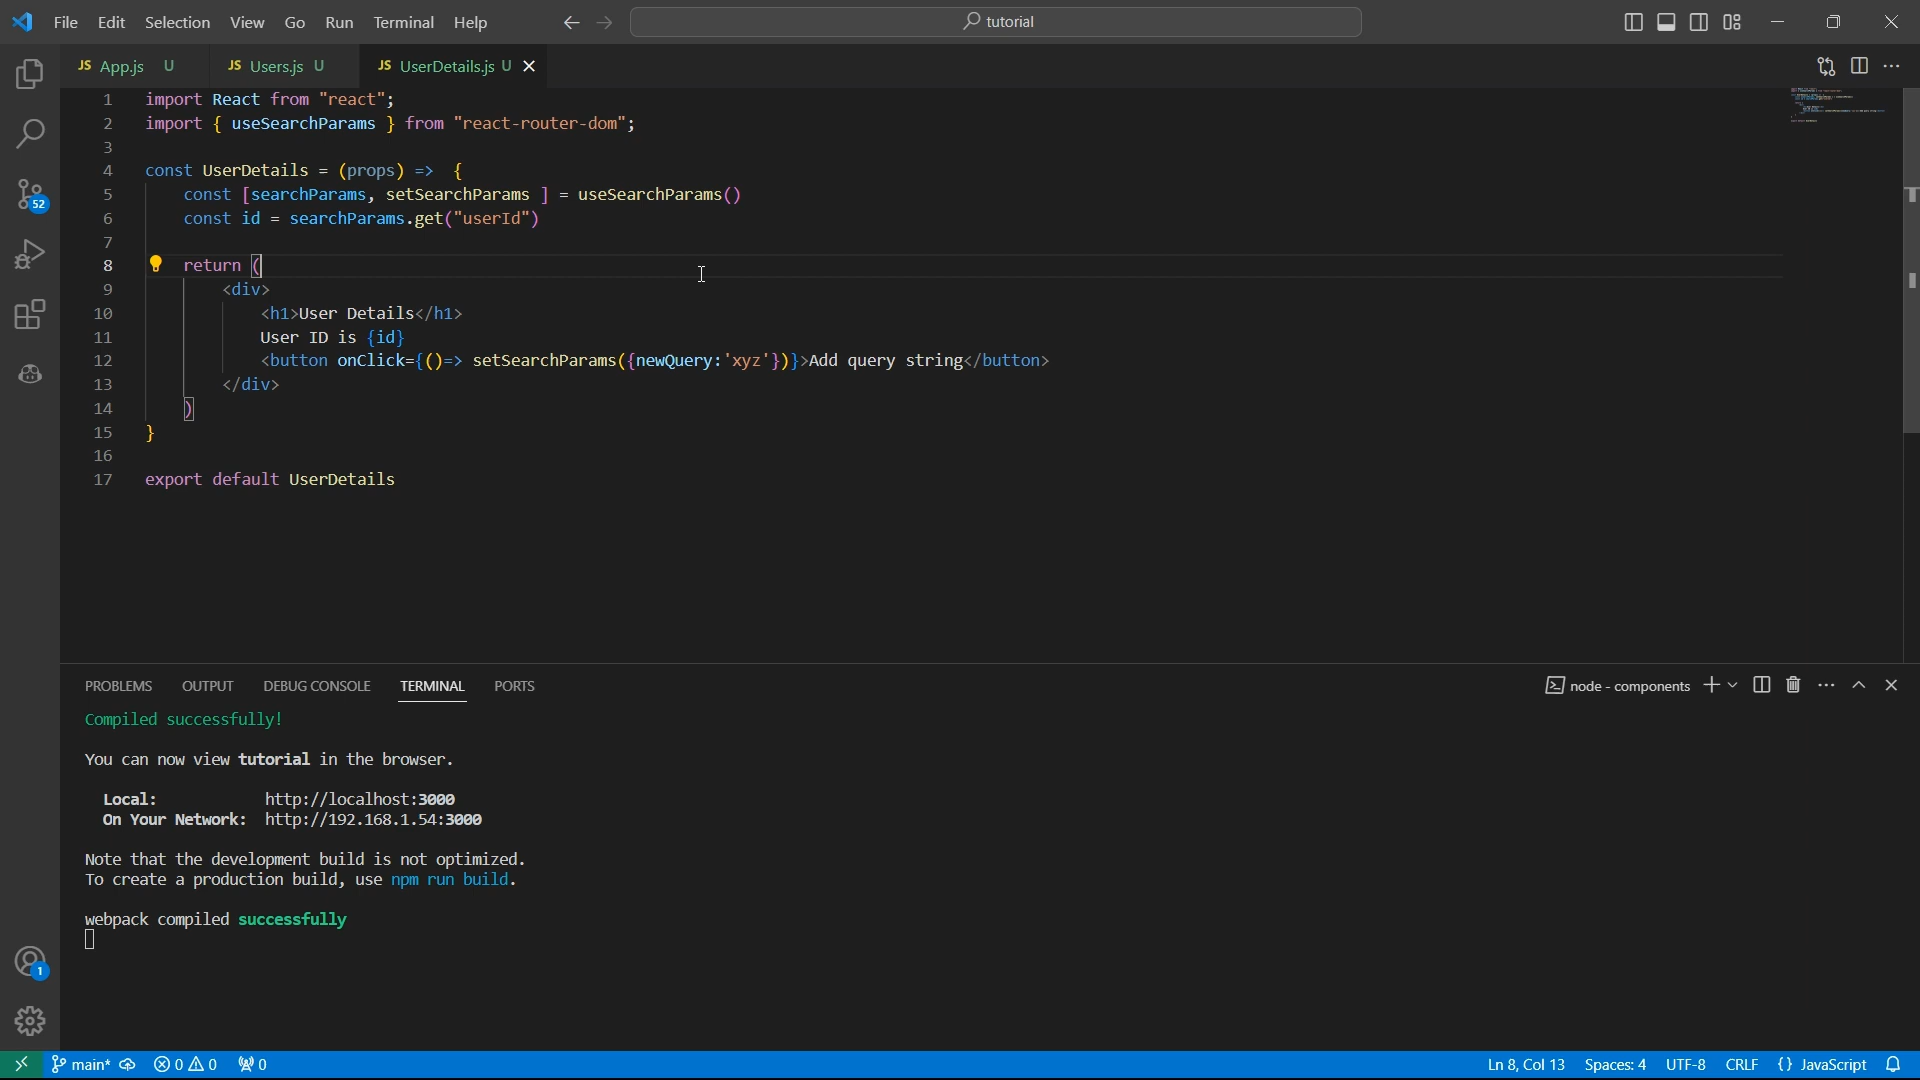 File Edit Selection View Go Run Terminal Help
tutorial
JS App.js U
JS Users.js U
JS UserDetails.js U
1 import React from "react";
2 import { useSearchParams } from "react-router-dom";
3
4 const UserDetails = (props) => {
5 const [searchParams, setSearchParams ] = useSearchParams()
6 const id = searchParams.get("userId")
7
8 return (
9 <div>
10 <h1>User Details</h1>
11 User ID is {id}
12 <button onClick={()=> setSearchParams({newQuery:'xyz'})}>Add query string</button>
13 </div>
14 )
15 }
16
17 export default UserDetails
52
PROBLEMS OUTPUT DEBUG CONSOLE TERMINAL PORTS
node - components
Compiled successfully!
You can now view tutorial in the browser.
Local: http://localhost:3000
On Your Network: http://192.168.1.54:3000
Note that the development build is not optimized.
To create a production build, use npm run build.
webpack compiled successfully
1
main* 0 0 0
Ln 8, Col 13 Spaces: 4 UTF-8 CRLF {} JavaScript